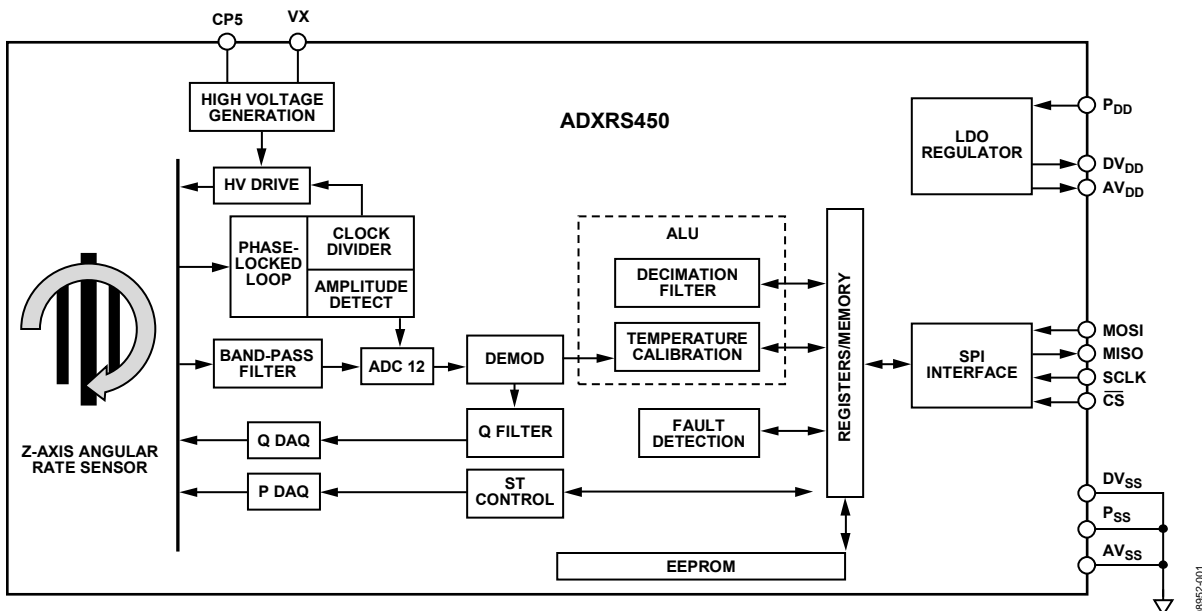 CP5
VX
HIGH VOLTAGE
GENERATION
ADXRS450
LDO
REGULATOR
PDD
DVDD
AVDD
HV DRIVE
PHASE-
LOCKED
LOOP
CLOCK
DIVIDER
AMPLITUDE
DETECT
ALU
DECIMATION
FILTER
TEMPERATURE
CALIBRATION
REGISTERS/MEMORY
SPI
INTERFACE
MOSI
MISO
SCLK
CS
BAND-PASS
FILTER
ADC 12
DEMOD
Z-AXIS ANGULAR
RATE SENSOR
Q DAQ
Q FILTER
FAULT
DETECTION
P DAQ
ST
CONTROL
EEPROM
DVSS
PSS
AVSS
8952-001